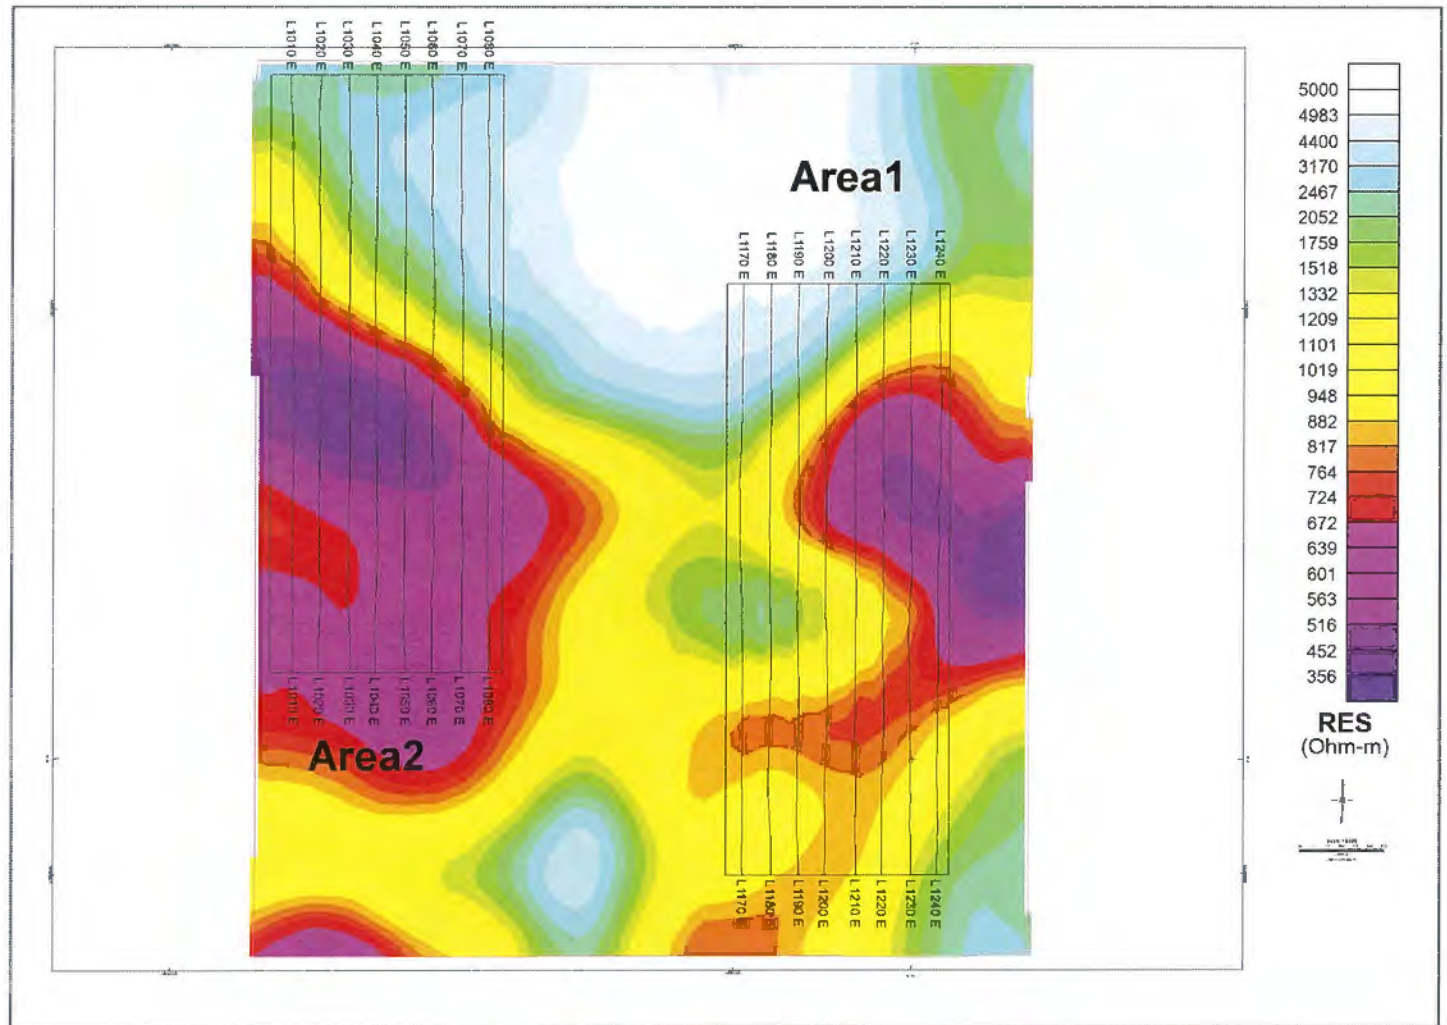 L1010 E
L1020 E
L1030 E
L1040 E
L1050 E
L1060 E
L1070 E
L1080 E
Area1
L1170 E
L1180 E
L1190 E
L1200 E
L1210 E
L1220 E
L1230 E
L1240 E
L1010 E
L1020 E
L1030 E
L1040 E
L1050 E
L1060 E
L1070 E
L1080 E
Area2
L1170 E
L1180 E
L1190 E
L1200 E
L1210 E
L1220 E
L1230 E
L1240 E
5000
4983
4400
3170
2467
2052
1759
1518
1332
1209
1101
1019
948
882
817
764
724
672
639
601
563
516
452
356
RES
(Ohm-m)